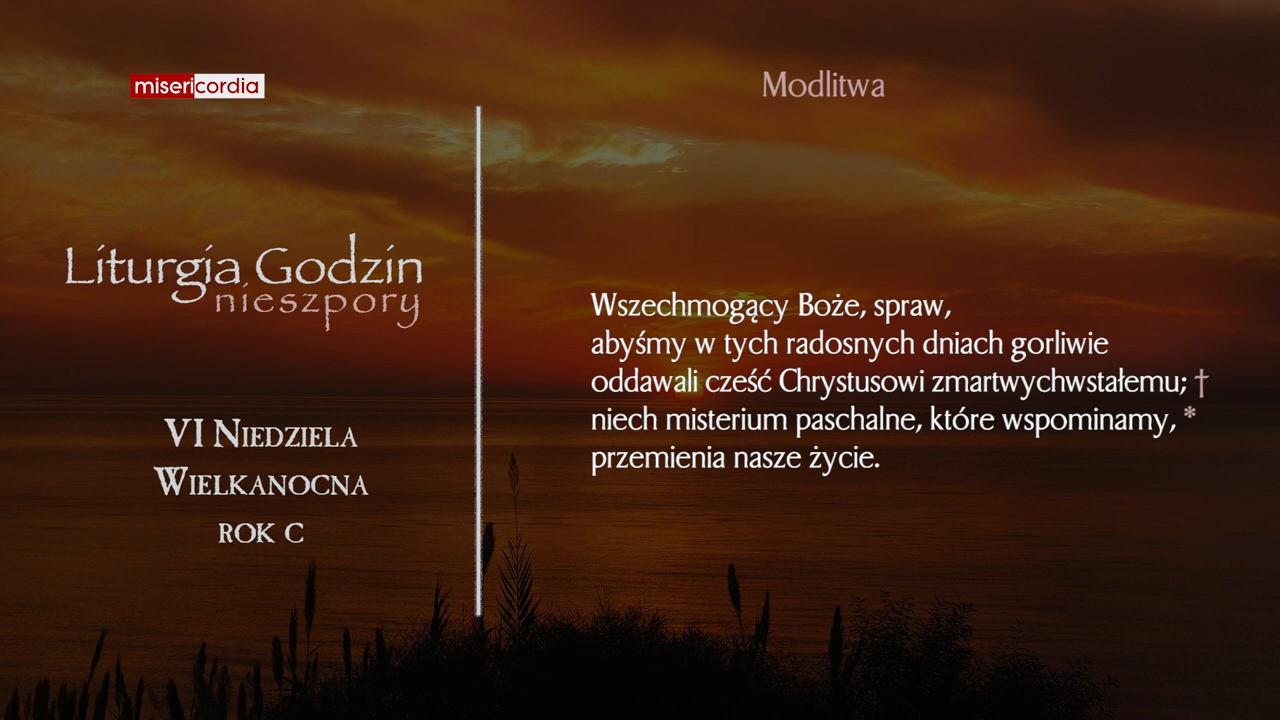 misericordia
Liturgia Godzin
nieszpory
VI Niedziela
Wielkanocna
rok C
Modlitwa
Wszechmogący Boże, spraw,
abyśmy w tych radosnych dniach gorliwie
oddawali cześć Chrystusowi zmartwychwstałemu; †
niech misterium paschalne, które wspominamy, *
przemienia nasze życie.